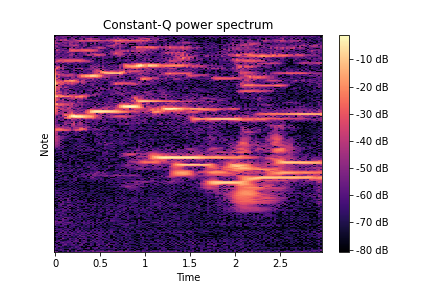 Constant-Q power spectrum
-10 dB
-20 dB
-30 dB
-40 dB
-50 dB
-60 dB
-70 dB
-80 dB
Note
0 0.5 1 1.5 2 2.5
Time